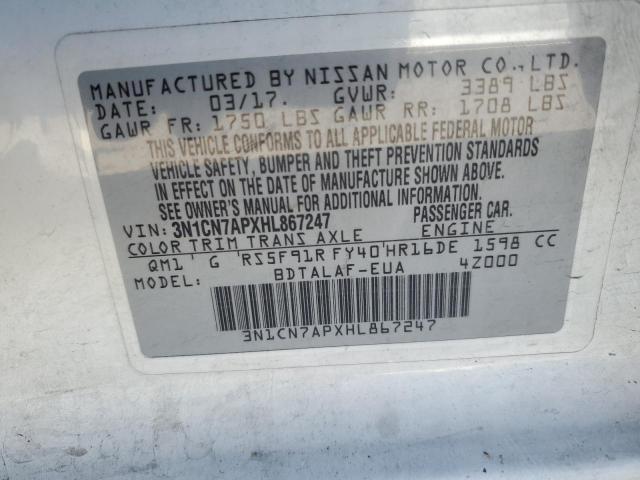 MANUFACTURED BY NISSAN MOTOR CO., LTD.
DATE: 03/17. GVWR: 3389 LBS
GAWR FR: 1750 LBS GAWR RR: 1708 LBS
THIS VEHICLE CONFORMS TO ALL APPLICABLE FEDERAL MOTOR
VEHICLE SAFETY, BUMPER AND THEFT PREVENTION STANDARDS
IN EFFECT ON THE DATE OF MANUFACTURE SHOWN ABOVE.
SEE OWNER'S MANUAL FOR ADDITIONAL INFORMATION.
VIN: 3N1CN7APXHL867247 PASSENGER CAR.
COLOR TRIM TRANS AXLE ENGINE
QM1' G 'RS5F91R FY40'HR16DE 1598 CC
MODEL: BDTALAF-EUA 4Z000
3N1CN7APXHL867247